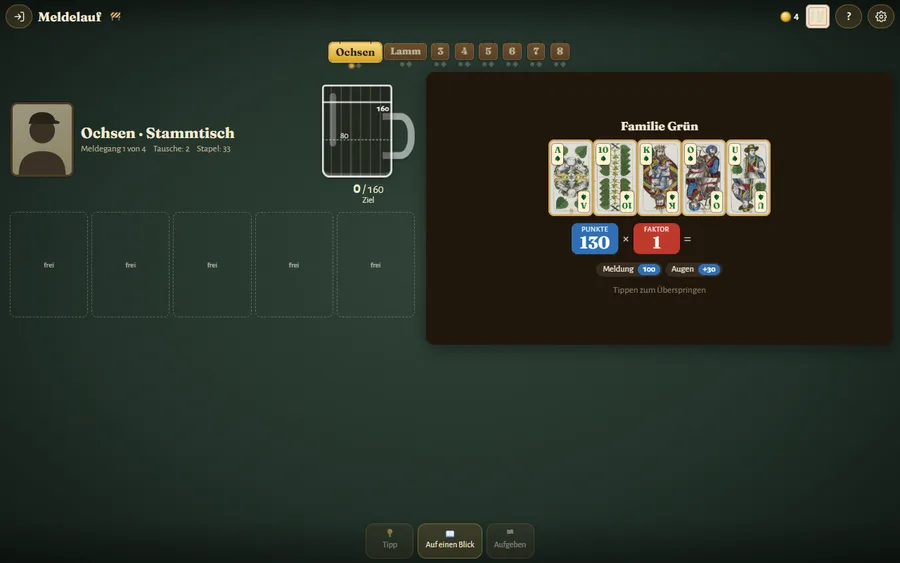 Meldelauf
4
?
Ochsen
Lamm
3
4
5
6
7
8
Ochsen · Stammtisch
Meldegang 1 von 4 Tausche: 2 Stapel: 33
160
80
0 / 160
Ziel
frei
frei
frei
frei
frei
Familie Grün
A
10
K
O
U
A
10
K
O
U
PUNKTE
130
×
FAKTOR
1
=
Meldung 100
Augen +30
Tippen zum Überspringen
Tipp
Auf einen Blick
Aufgeben